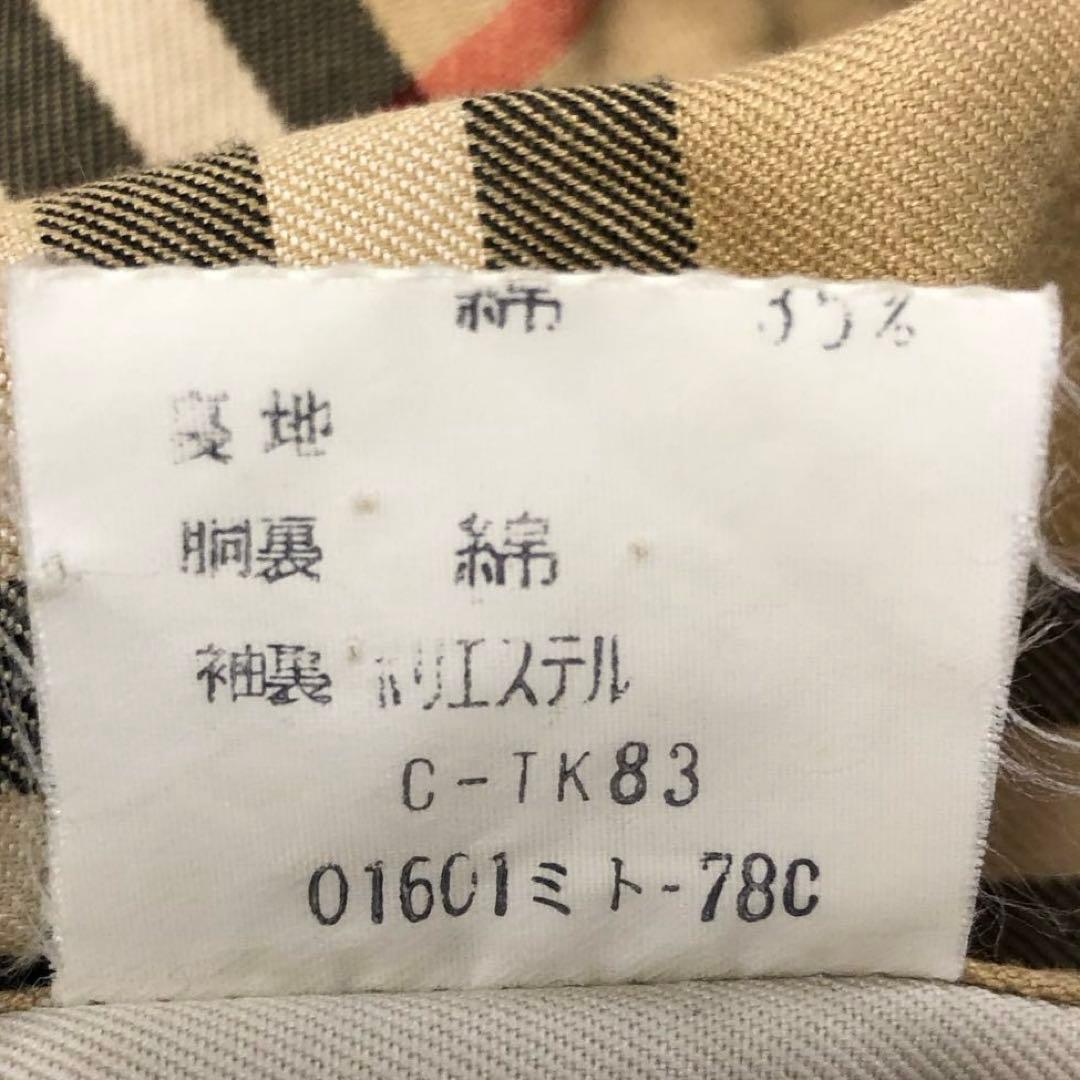 綿 35%
裏地
胴裏 綿
袖裏 ポリエステル
C-TK83
01601ミト-78C